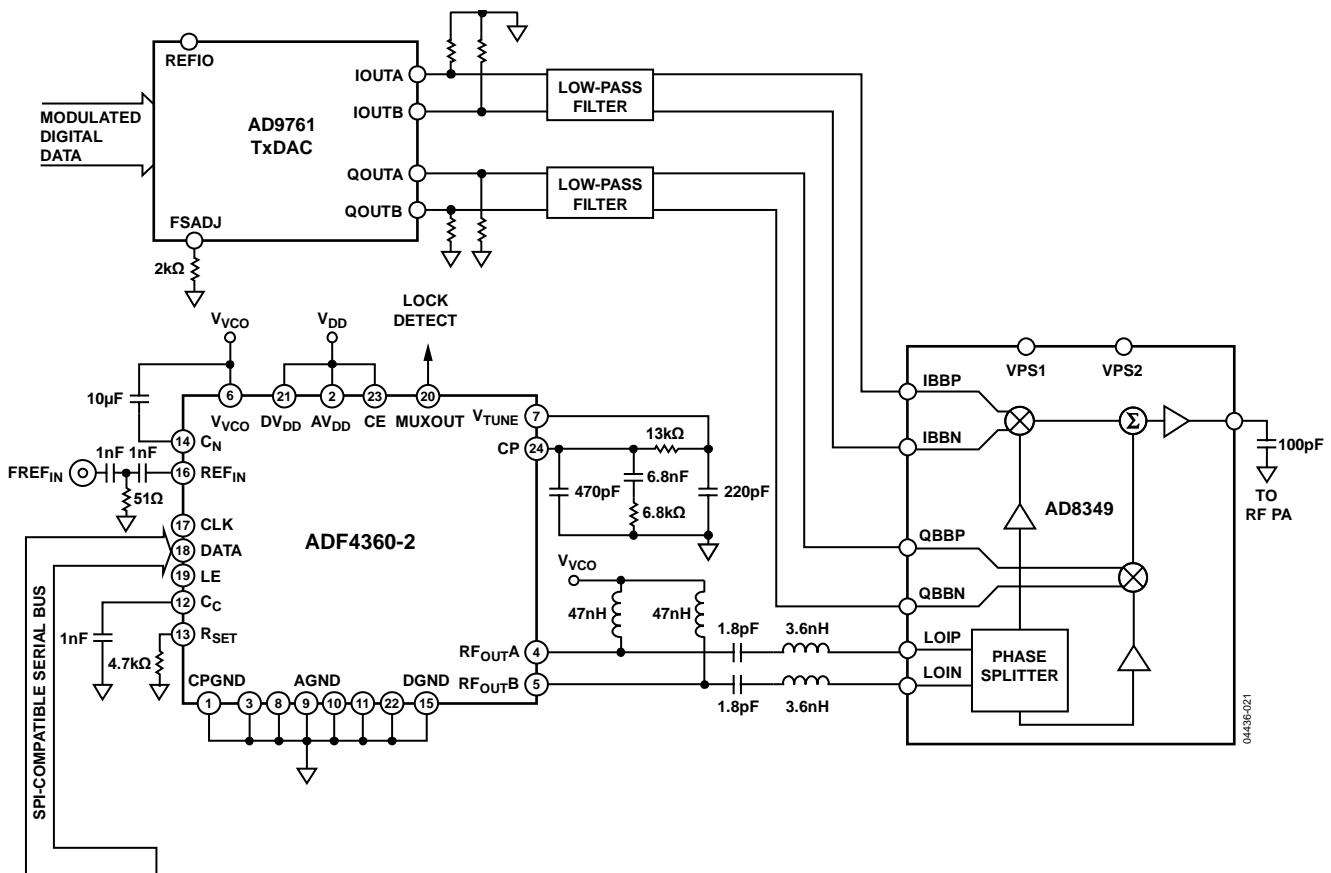 REFIO
MODULATED
DIGITAL
DATA
AD9761
TxDAC
IOUTA
IOUTB
QOUTA
QOUTB
FSADJ
2kΩ
LOW-PASS
FILTER
LOW-PASS
FILTER
LOCK
DETECT
VVCO
VDD
10µF
6
21
2
23
20
VVCO
DVDD
AVDD
CE
MUXOUT
VTUNE
7
CP
24
14
CN
1nF
1nF
FREFIN
16
REFIN
51Ω
17
CLK
18
DATA
19
LE
12
CC
1nF
13
RSET
4.7kΩ
ADF4360-2
13kΩ
6.8nF
470pF
220pF
6.8kΩ
VVCO
47nH
47nH
1.8pF
3.6nH
RFOUTA
4
RFOUTB
5
1.8pF
3.6nH
CPGND
AGND
DGND
1
3
8
9
10
11
22
15
SPI-COMPATIBLE SERIAL BUS
VPS1
VPS2
IBBP
IBBN
Σ
100pF
TO
RF PA
AD8349
QBBP
QBBN
LOIP
LOIN
PHASE
SPLITTER
04436-021